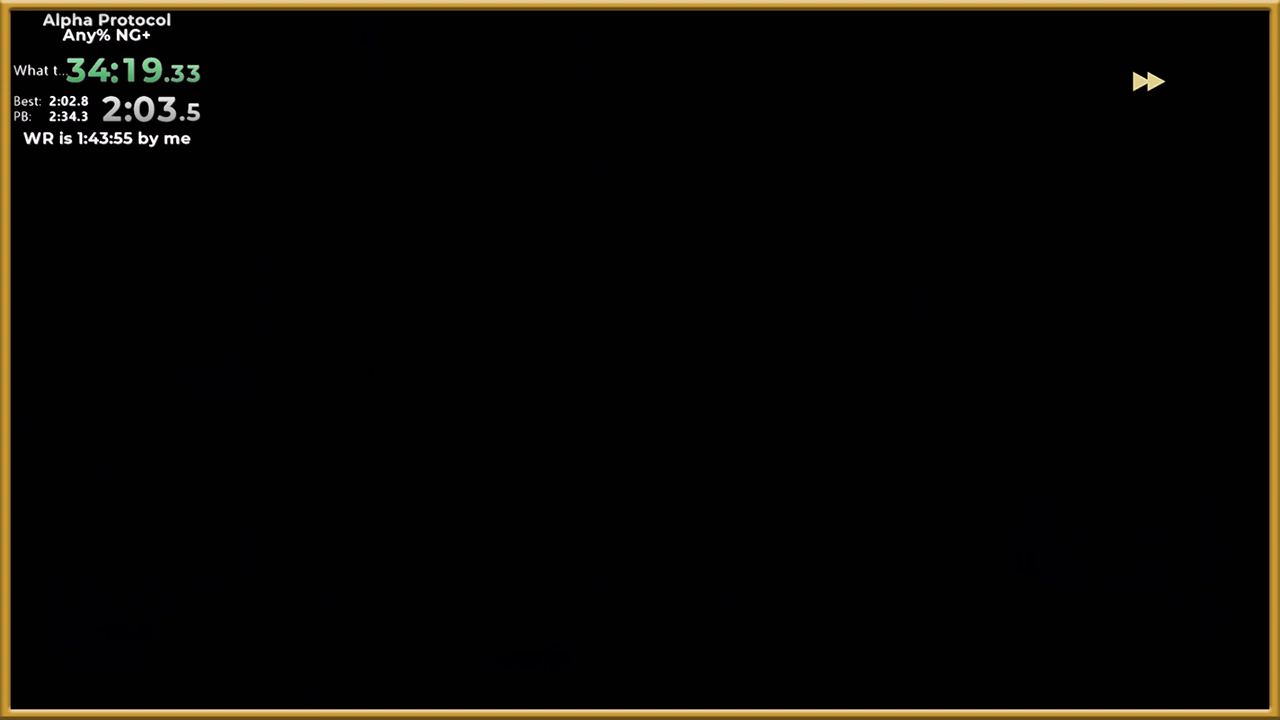 Alpha Protocol
Any% NG+
What t... 34:19.33
Best: 2:02.8 2:03.5
PB: 2:34.3
WR is 1:43:55 by me